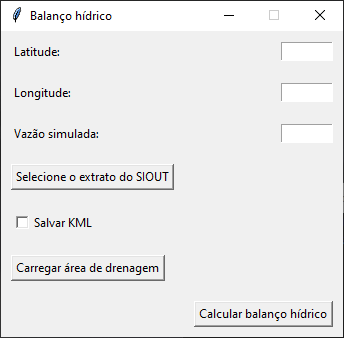 Balanço hídrico
Latitude:
Longitude:
Vazão simulada:
Selecione o extrato do SIOUT
Salvar KML
Carregar área de drenagem
Calcular balanço hídrico